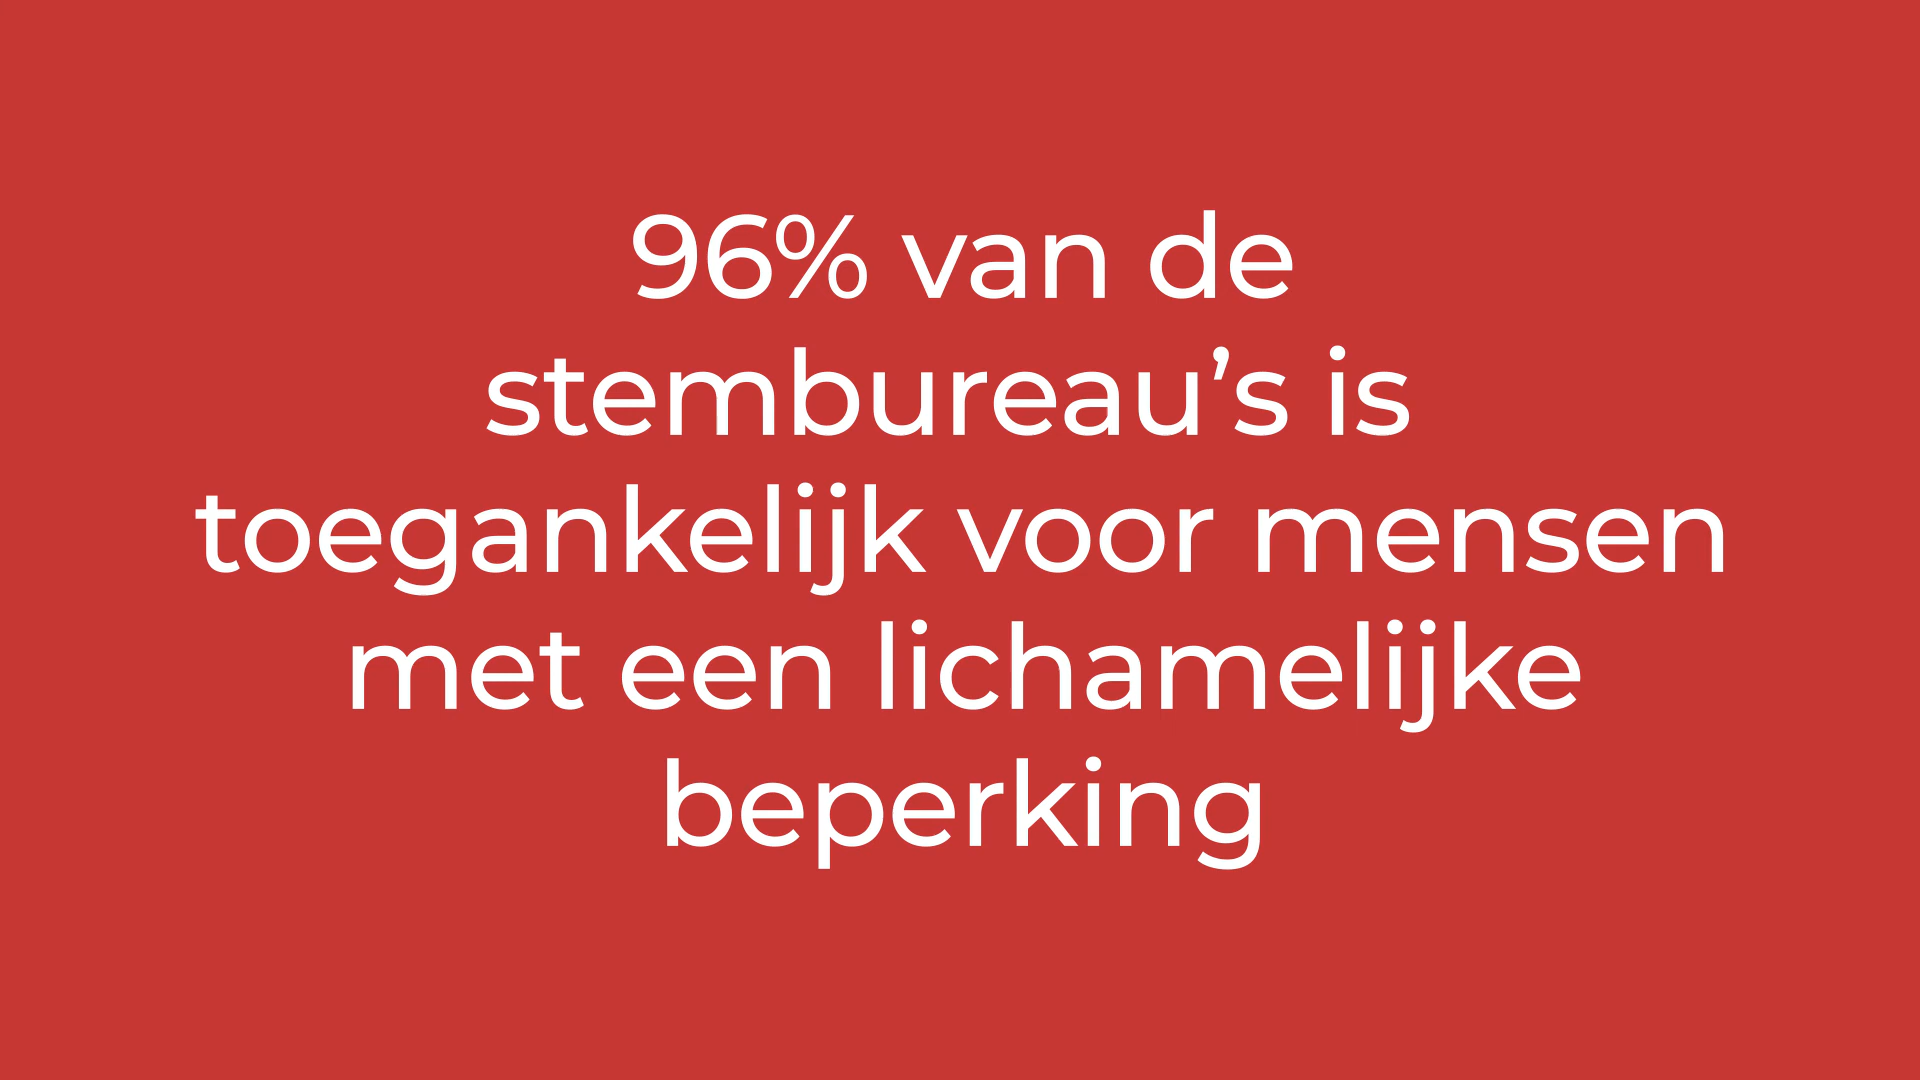 96% van de
stembureau’s is
toegankelijk voor mensen
met een lichamelijke
beperking